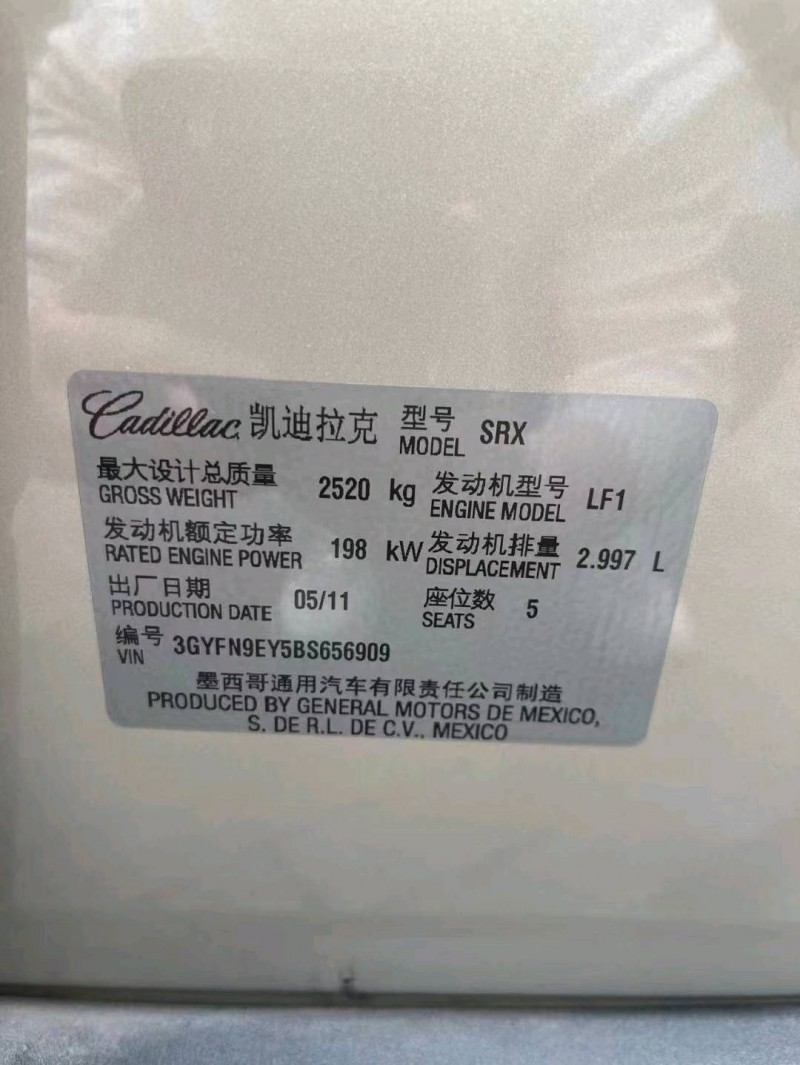 Cadillac 凯迪拉克 型号 MODEL SRX
最大设计总质量 GROSS WEIGHT 2520 kg 发动机型号 ENGINE MODEL LF1
发动机额定功率 RATED ENGINE POWER 198 kW 发动机排量 DISPLACEMENT 2.997 L
出厂日期 PRODUCTION DATE 05/11 座位数 SEATS 5
编号 VIN 3GYFN9EY5BS656909
墨西哥通用汽车有限责任公司制造
PRODUCED BY GENERAL MOTORS DE MEXICO,
S. DE R.L. DE C.V., MEXICO